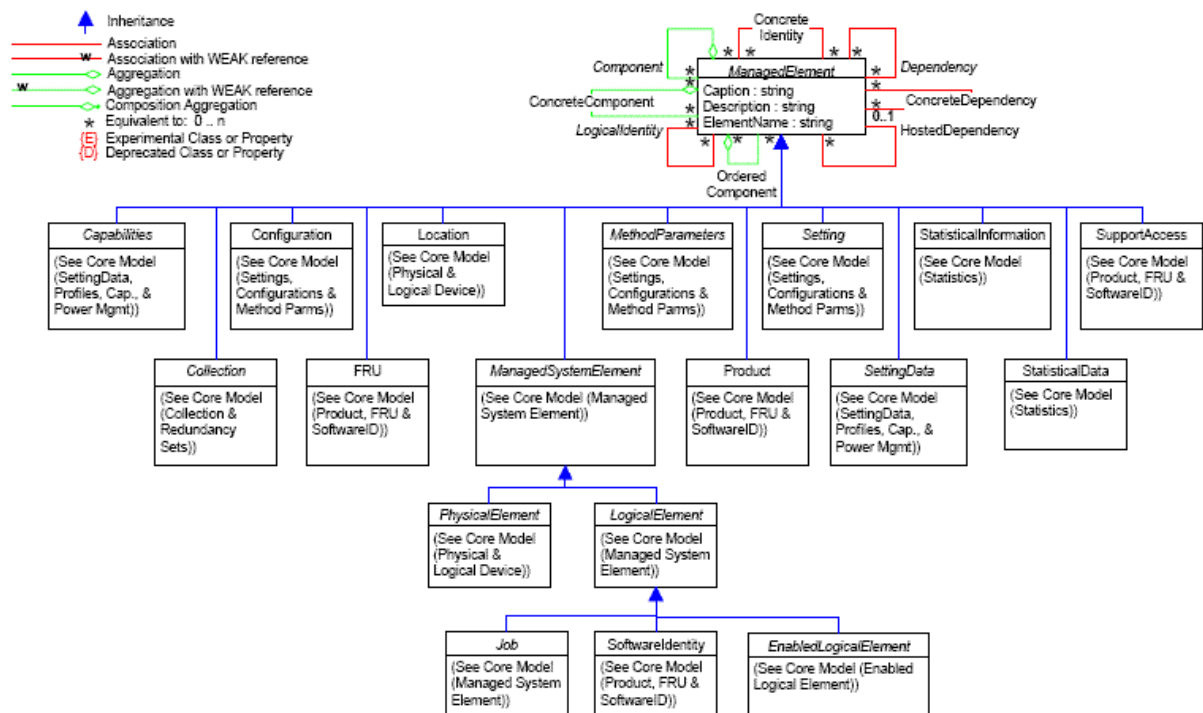 Inheritance
Association
w
Association with WEAK reference
Aggregation
w
Aggregation with WEAK reference
Composition Aggregation
* Equivalent to: 0 .. n
{E} Experimental Class or Property
{D} Deprecated Class or Property
Concrete
Identity
* * * *
Component
*
ManagedElement
*
Dependency
*
Caption : string
*
ConcreteComponent
Description : string
ConcreteDependency
*
ElementName : string
*
0..1
LogicalIdentity
*
*
HostedDependency
* * * *
Ordered
Component
Capabilities
(See Core Model
(SettingData,
Profiles, Cap., &
Power Mgmt))
Configuration
(See Core Model
(Settings,
Configurations &
Method Parms))
Location
(See Core Model
(Physical &
Logical Device))
MethodParameters
(See Core Model
(Settings,
Configurations &
Method Parms))
Setting
(See Core Model
(Settings,
Configurations &
Method Parms))
StatisticalInformation
(See Core Model
(Statistics))
SupportAccess
(See Core Model
(Product, FRU &
SoftwareID))
Collection
(See Core Model
(Collection &
Redundancy
Sets))
FRU
(See Core Model
(Product, FRU &
SoftwareID))
ManagedSystemElement
(See Core Model (Managed
System Element))
Product
(See Core Model
(Product, FRU &
SoftwareID))
SettingData
(See Core Model
(SettingData,
Profiles, Cap., &
Power Mgmt))
StatisticalData
(See Core Model
(Statistics))
PhysicalElement
(See Core Model
(Physical &
Logical Device))
LogicalElement
(See Core Model
(Managed System
Element))
Job
(See Core Model
(Managed System
Element))
SoftwareIdentity
(See Core Model
(Product, FRU &
SoftwareID))
EnabledLogicalElement
(See Core Model (Enabled
Logical Element))